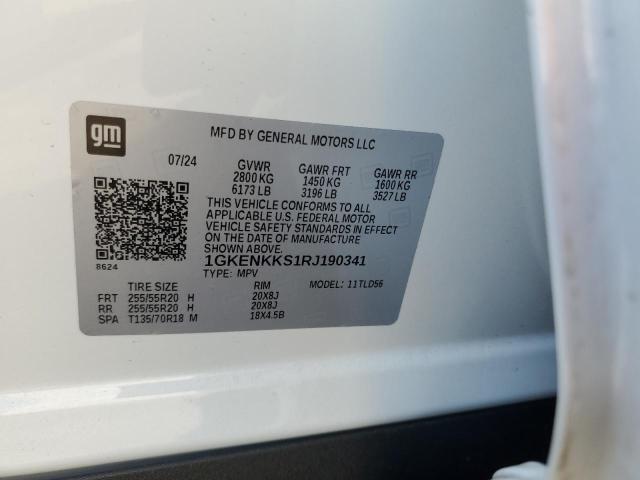 gm
MFD BY GENERAL MOTORS LLC
07/24 GVWR GAWR FRT GAWR RR
2800 KG 1450 KG 1600 KG
6173 LB 3196 LB 3527 LB
THIS VEHICLE CONFORMS TO ALL
APPLICABLE U.S. FEDERAL MOTOR
VEHICLE SAFETY STANDARDS IN EFFECT
ON THE DATE OF MANUFACTURE
SHOWN ABOVE.
1GKENKKS1RJ190341
8624 TYPE: MPV
TIRE SIZE RIM MODEL: 11TLD56
FRT 255/55R20 H 20X8J
RR 255/55R20 H 20X8J
SPA T135/70R18 M 18X4.5B